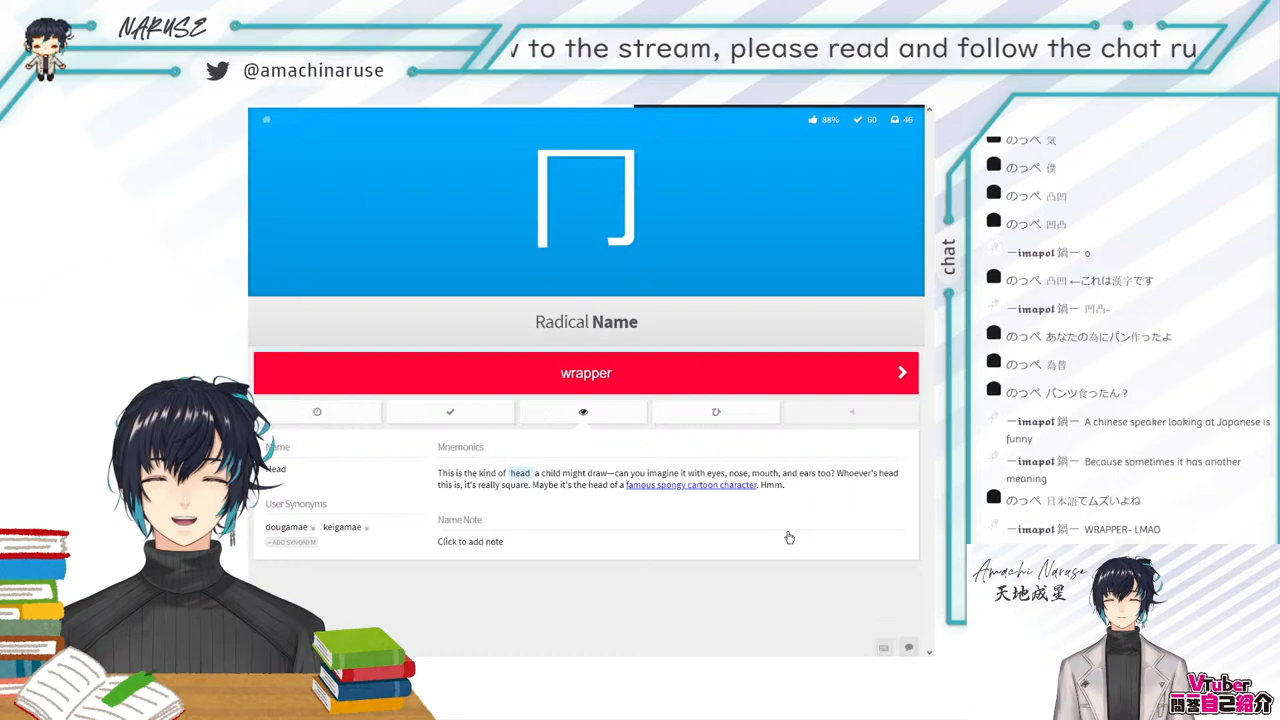 NARUSE
@amachinaruse
to the stream, please read and follow the chat ru
88% 60 46
冂
Radical Name
wrapper
ひ
Name
Head
User Synonyms
dougamae keigamae
+ ADD SYNONYM
Mnemonics
This is the kind of head a child might draw—can you imagine it with eyes, nose, mouth, and ears too? Whoever's head
this is, it's really square. Maybe it's the head of a famous spongy cartoon character. Hmm.
Name Note
Click to add note
chat
のっぺ 気
のっぺ 僕
のっぺ 凸凹
のっぺ 凹凸
ー𝖎𝖒𝖆𝖕𝖔𝖙 鍋ー o
のっぺ 凸凹 ←これは漢字です
ー𝖎𝖒𝖆𝖕𝖔𝖙 鍋ー 凹凸-
のっぺ あなたの為にパン作ったよ
のっぺ 為替
のっぺ パンツ食ったん？
ー𝖎𝖒𝖆𝖕𝖔𝖙 鍋ー A chinese speaker looking at Japanese is
funny
ー𝖎𝖒𝖆𝖕𝖔𝖙 鍋ー Because sometimes it has another
meaning
のっぺ 日本語てムズいよね
ー𝖎𝖒𝖆𝖕𝖔𝖙 鍋ー WRAPPER- LMAO
Amachi Naruse
天地成星
VTuber
問答自己紹介